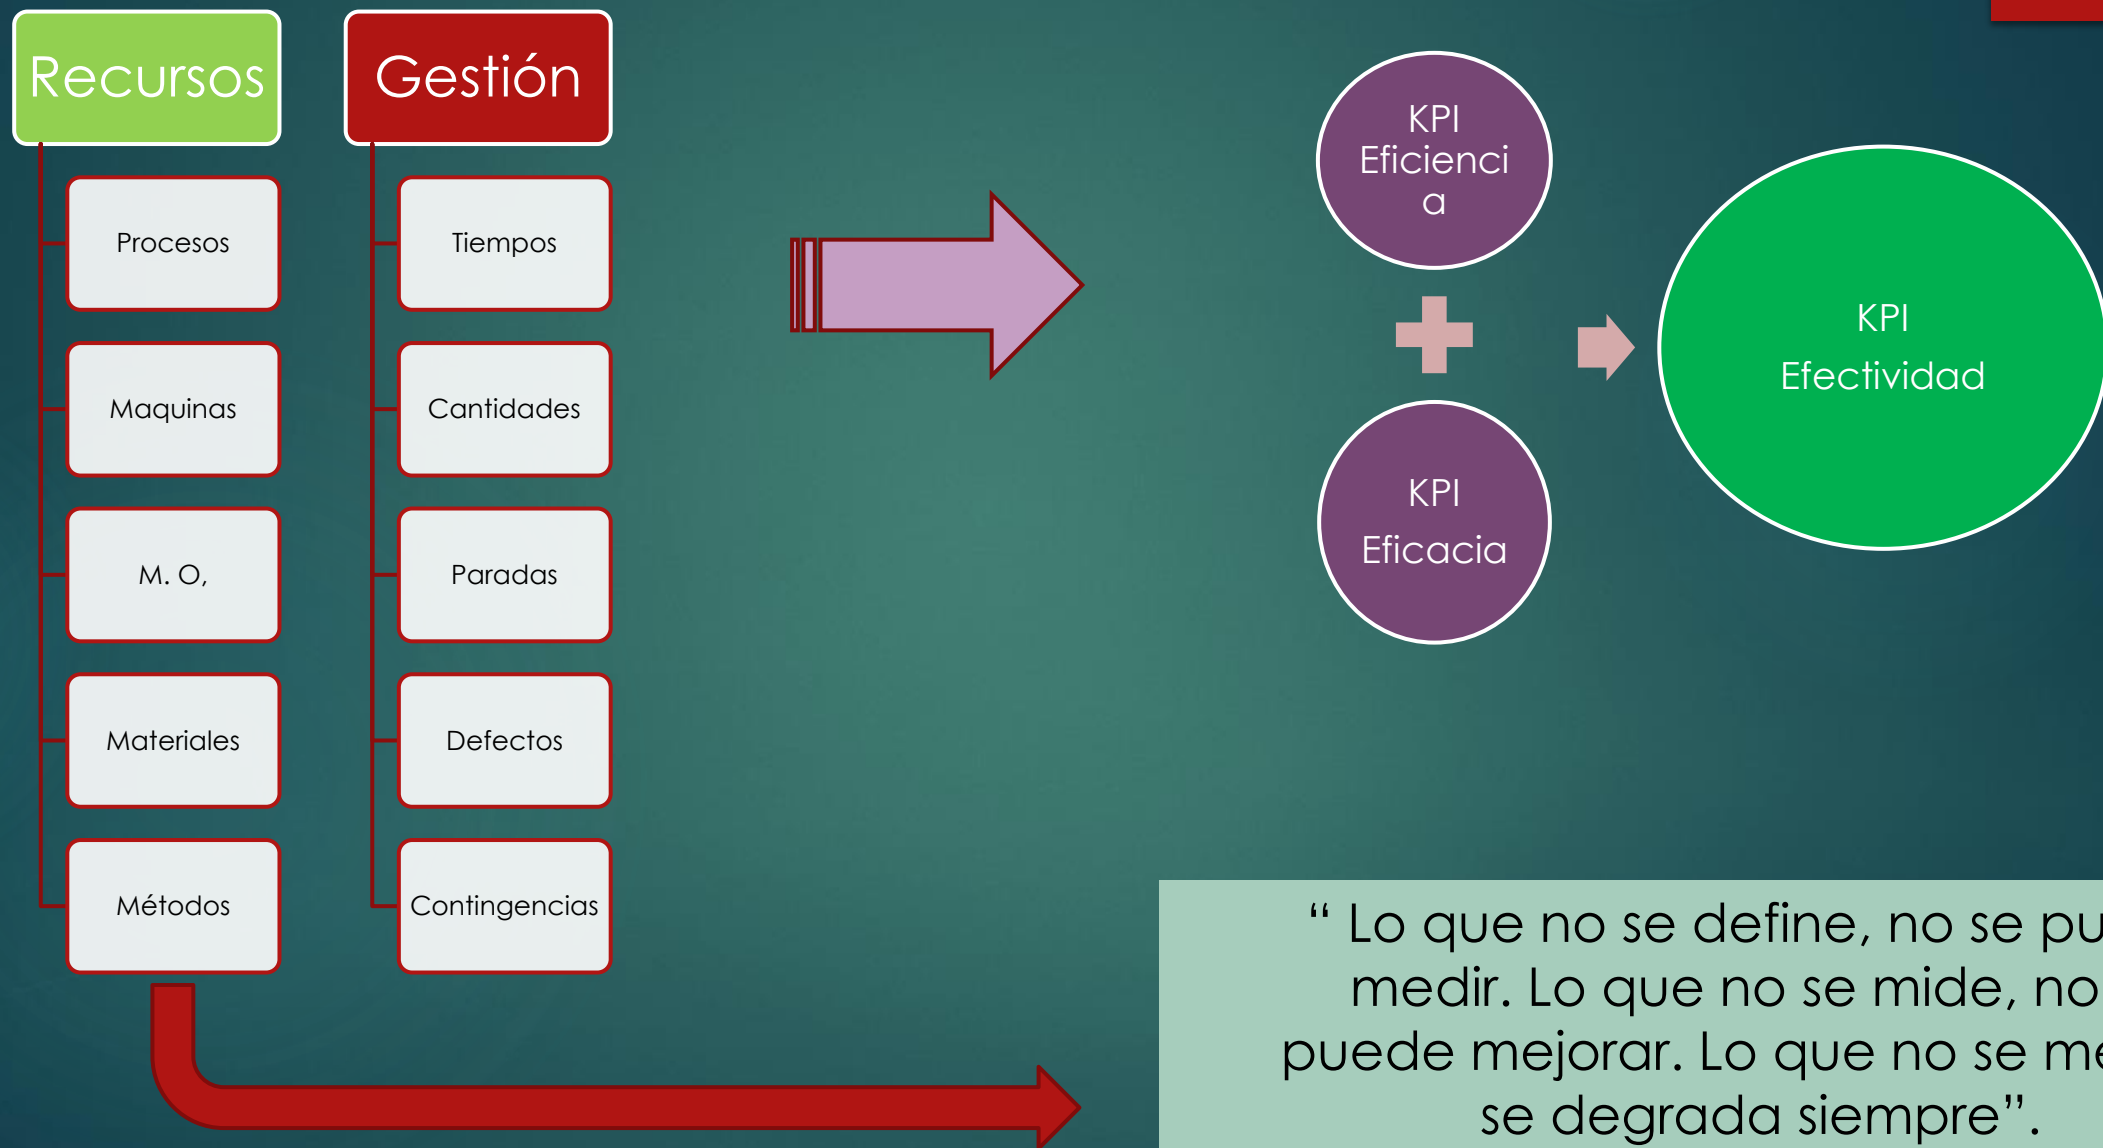 Recursos
Procesos
Maquinas
M. O,
Materiales
Métodos
Gestión
Tiempos
Cantidades
Paradas
Defectos
Contingencias
KPI
Eficienci
a
KPI
Eficacia
KPI
Efectividad
“ Lo que no se define, no se pu
medir. Lo que no se mide, no
puede mejorar. Lo que no se me
se degrada siempre”.